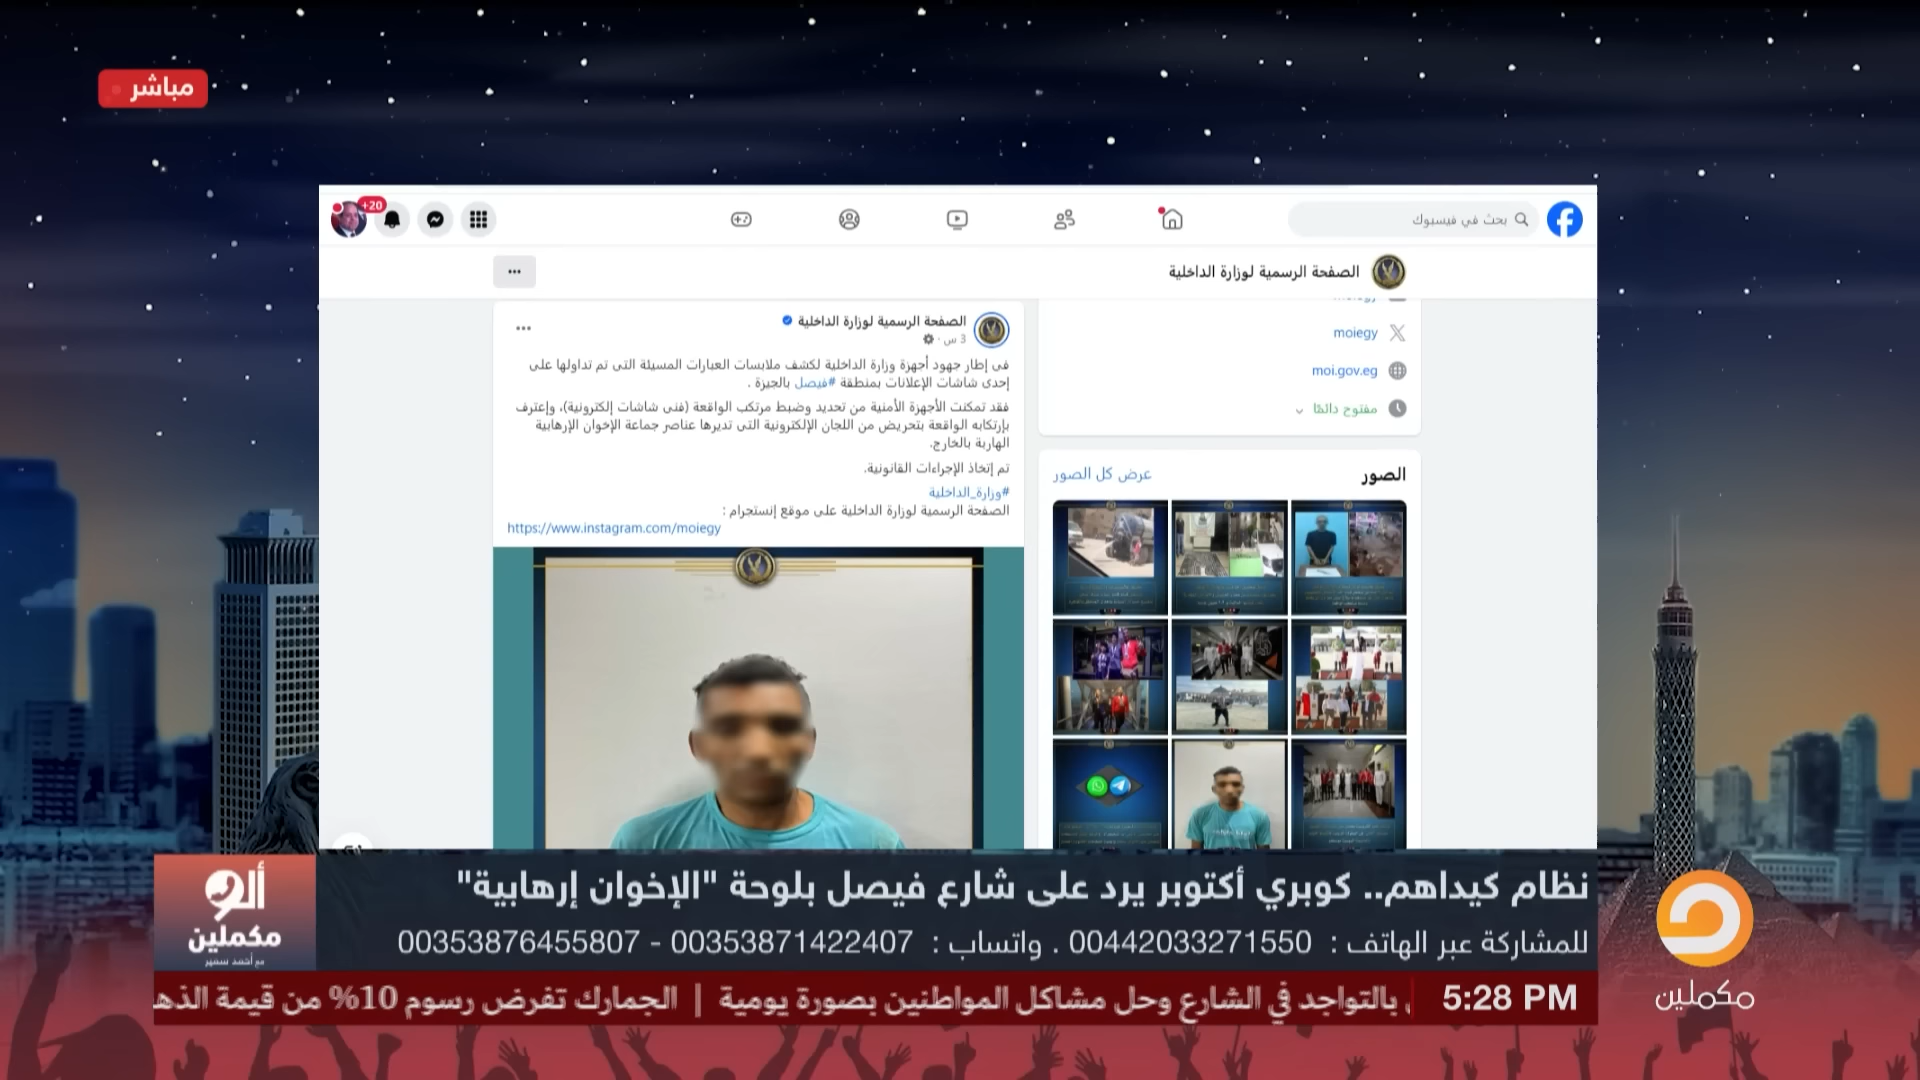 مباشر
+20
بحث في فيسبوك
الصفحة الرسمية لوزارة الداخلية
moiegy
moi.gov.eg
مفتوح دائمًا
الصور
عرض كل الصور
الصفحة الرسمية لوزارة الداخلية
3 س
فى إطار جهود أجهزة وزارة الداخلية لكشف ملابسات العبارات المسيئة التى تم تداولها على
إحدى شاشات الإعلانات بمنطقة #فيصل بالجيزة .
فقد تمكنت الأجهزة الأمنية من تحديد وضبط مرتكب الواقعة (فنى شاشات إلكترونية)، وإعترف
بإرتكابه الواقعة بتحريض من اللجان الإلكترونية التى تديرها عناصر جماعة الإخوان الإرهابية
الهاربة بالخارج.
تم إتخاذ الإجراءات القانونية.
#وزارة_الداخلية
الصفحة الرسمية لوزارة الداخلية على موقع إنستجرام :
https://www.instagram.com/moiegy
نظام كيداهم.. كوبري أكتوبر يرد على شارع فيصل بلوحة "الإخوان إرهابية"
للمشاركة عبر الهاتف : 00442033271550 . واتساب : 00353871422407 - 00353876455807
ألو
مكملين
مع أحمد سمير
5:28 PM
بالتواجد في الشارع وحل مشاكل المواطنين بصورة يومية | الجمارك تفرض رسوم 10% من قيمة
مكملين